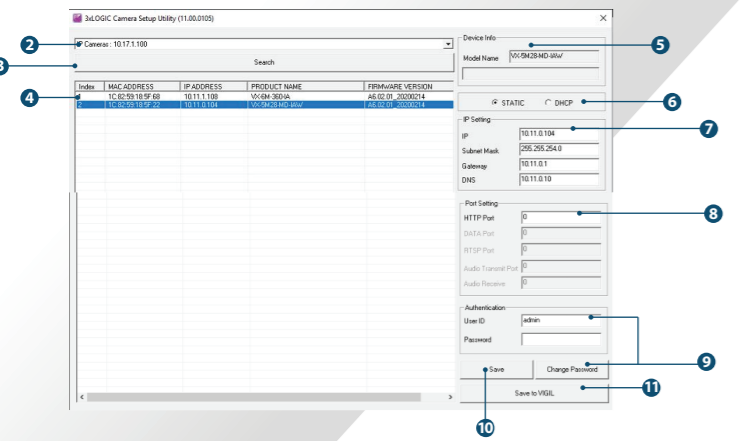 3xLOGIC Camera Setup Utility (11.00.0105)
IP Cameras : 10.17.1.100
Search
Index MAC ADDRESS IP ADDRESS PRODUCT NAME FIRMWARE VERSION
1 1C:82:59:18:5F:68 10.11.1.108 VX-6M-360-IA A6.02.01_20200214
2 1C:82:59:18:5F:22 10.11.0.104 VX-5M28-MD-IAW A6.02.01_20200214
Device Info
Model Name VX-5M28-MD-IAW
STATIC DHCP
IP Setting
IP 10.11.0.104
Subnet Mask 255.255.254.0
Gateway 10.11.0.1
DNS 10.11.0.10
Port Setting
HTTP Port 0
DATA Port 0
RTSP Port 0
Audio Transmit Port 0
Audio Receive 0
Authentication
User ID admin
Password
Save Change Password
Save to VIGIL
2
4
5
6
7
8
9
10
11